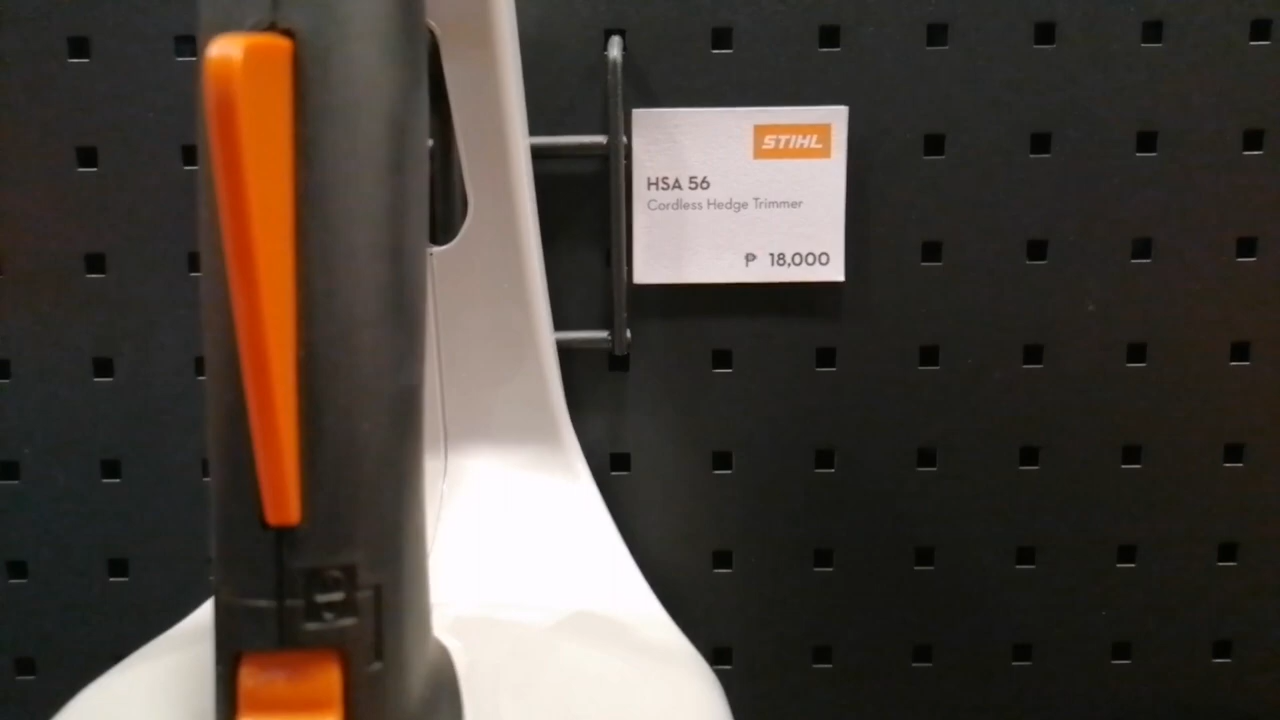 STIHL
HSA 56
Cordless Hedge Trimmer
₱ 18,000